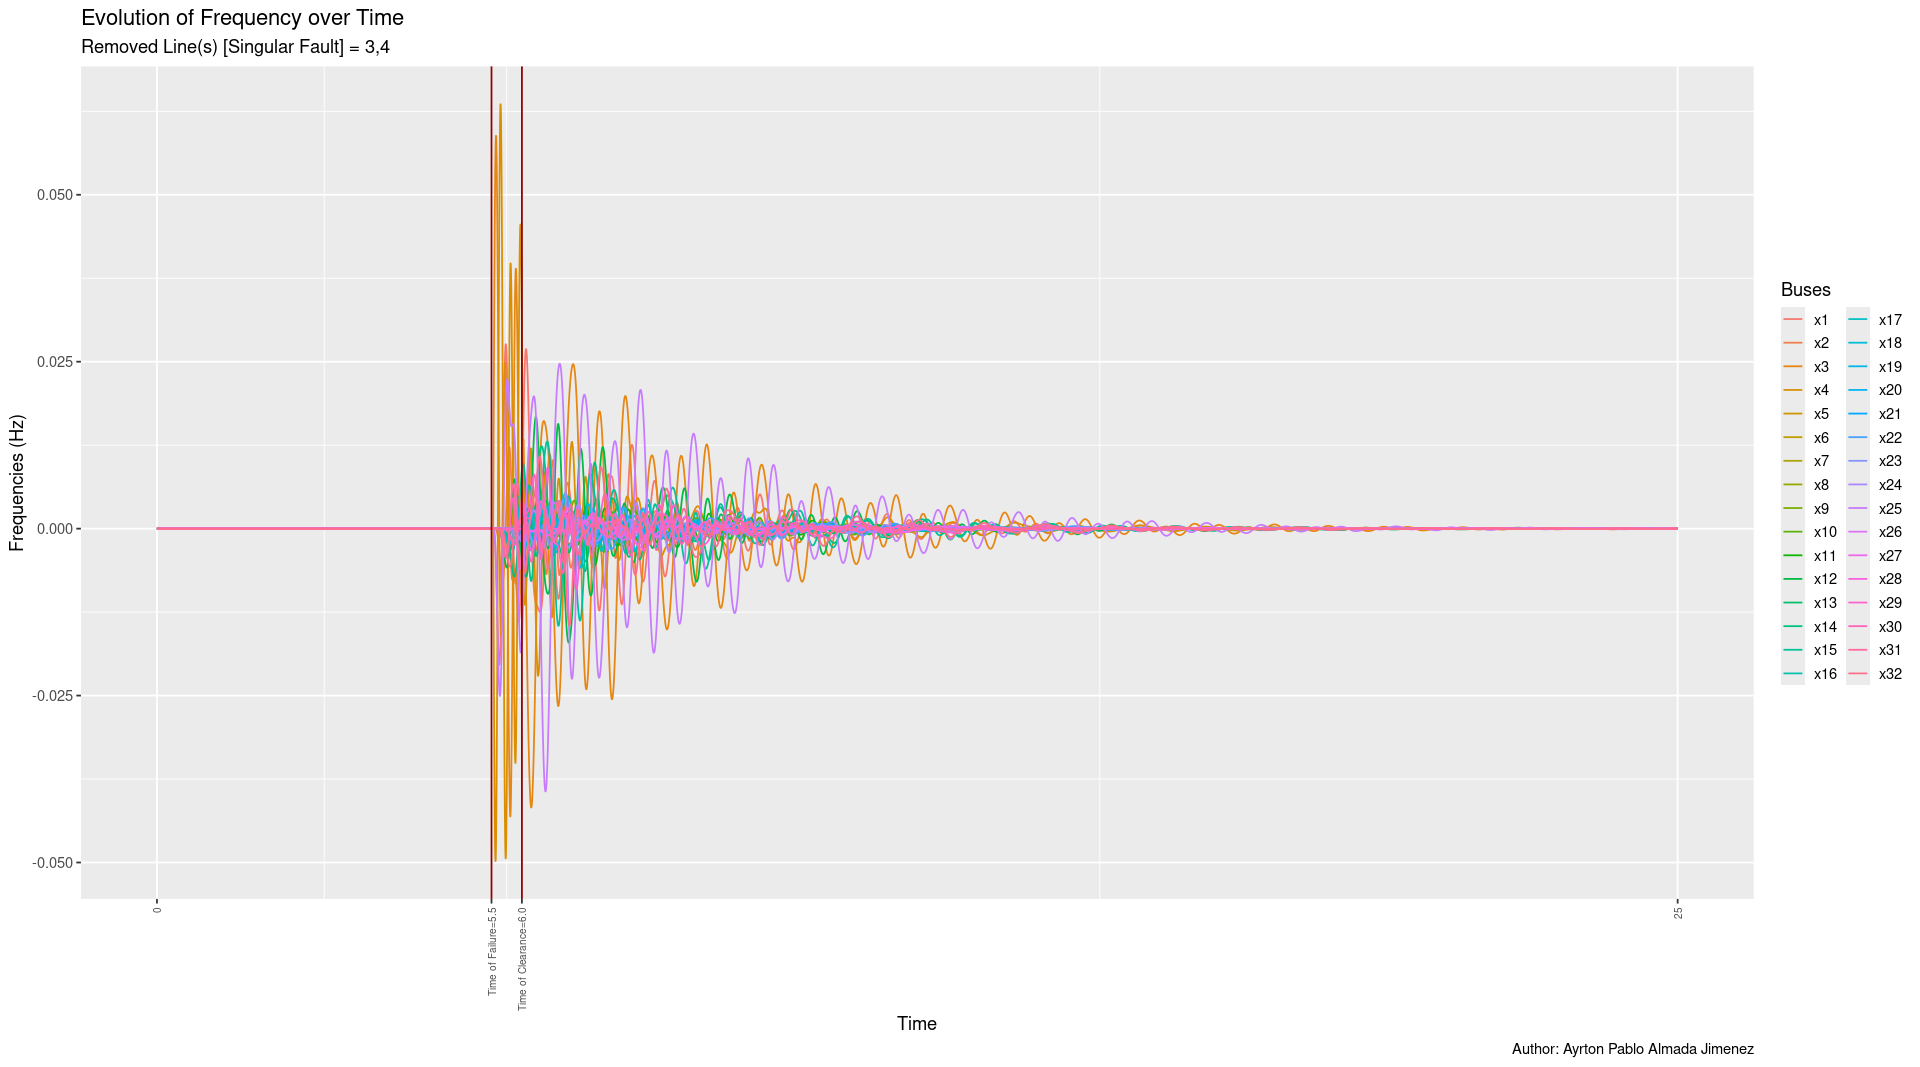 Evolution of Frequency over Time
Removed Line(s) [Singular Fault] = 3,4
Frequencies (Hz)
0.050
0.025
0.000
-0.025
-0.050
0
Time of Failure=5.5
Time of Clearance=6.0
25
Time
Buses
x1
x2
x3
x4
x5
x6
x7
x8
x9
x10
x11
x12
x13
x14
x15
x16
x17
x18
x19
x20
x21
x22
x23
x24
x25
x26
x27
x28
x29
x30
x31
x32
Author: Ayrton Pablo Almada Jimenez